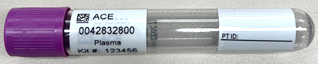 ACE...
0042832800
Plasma
Kit #: 123456
PT ID: